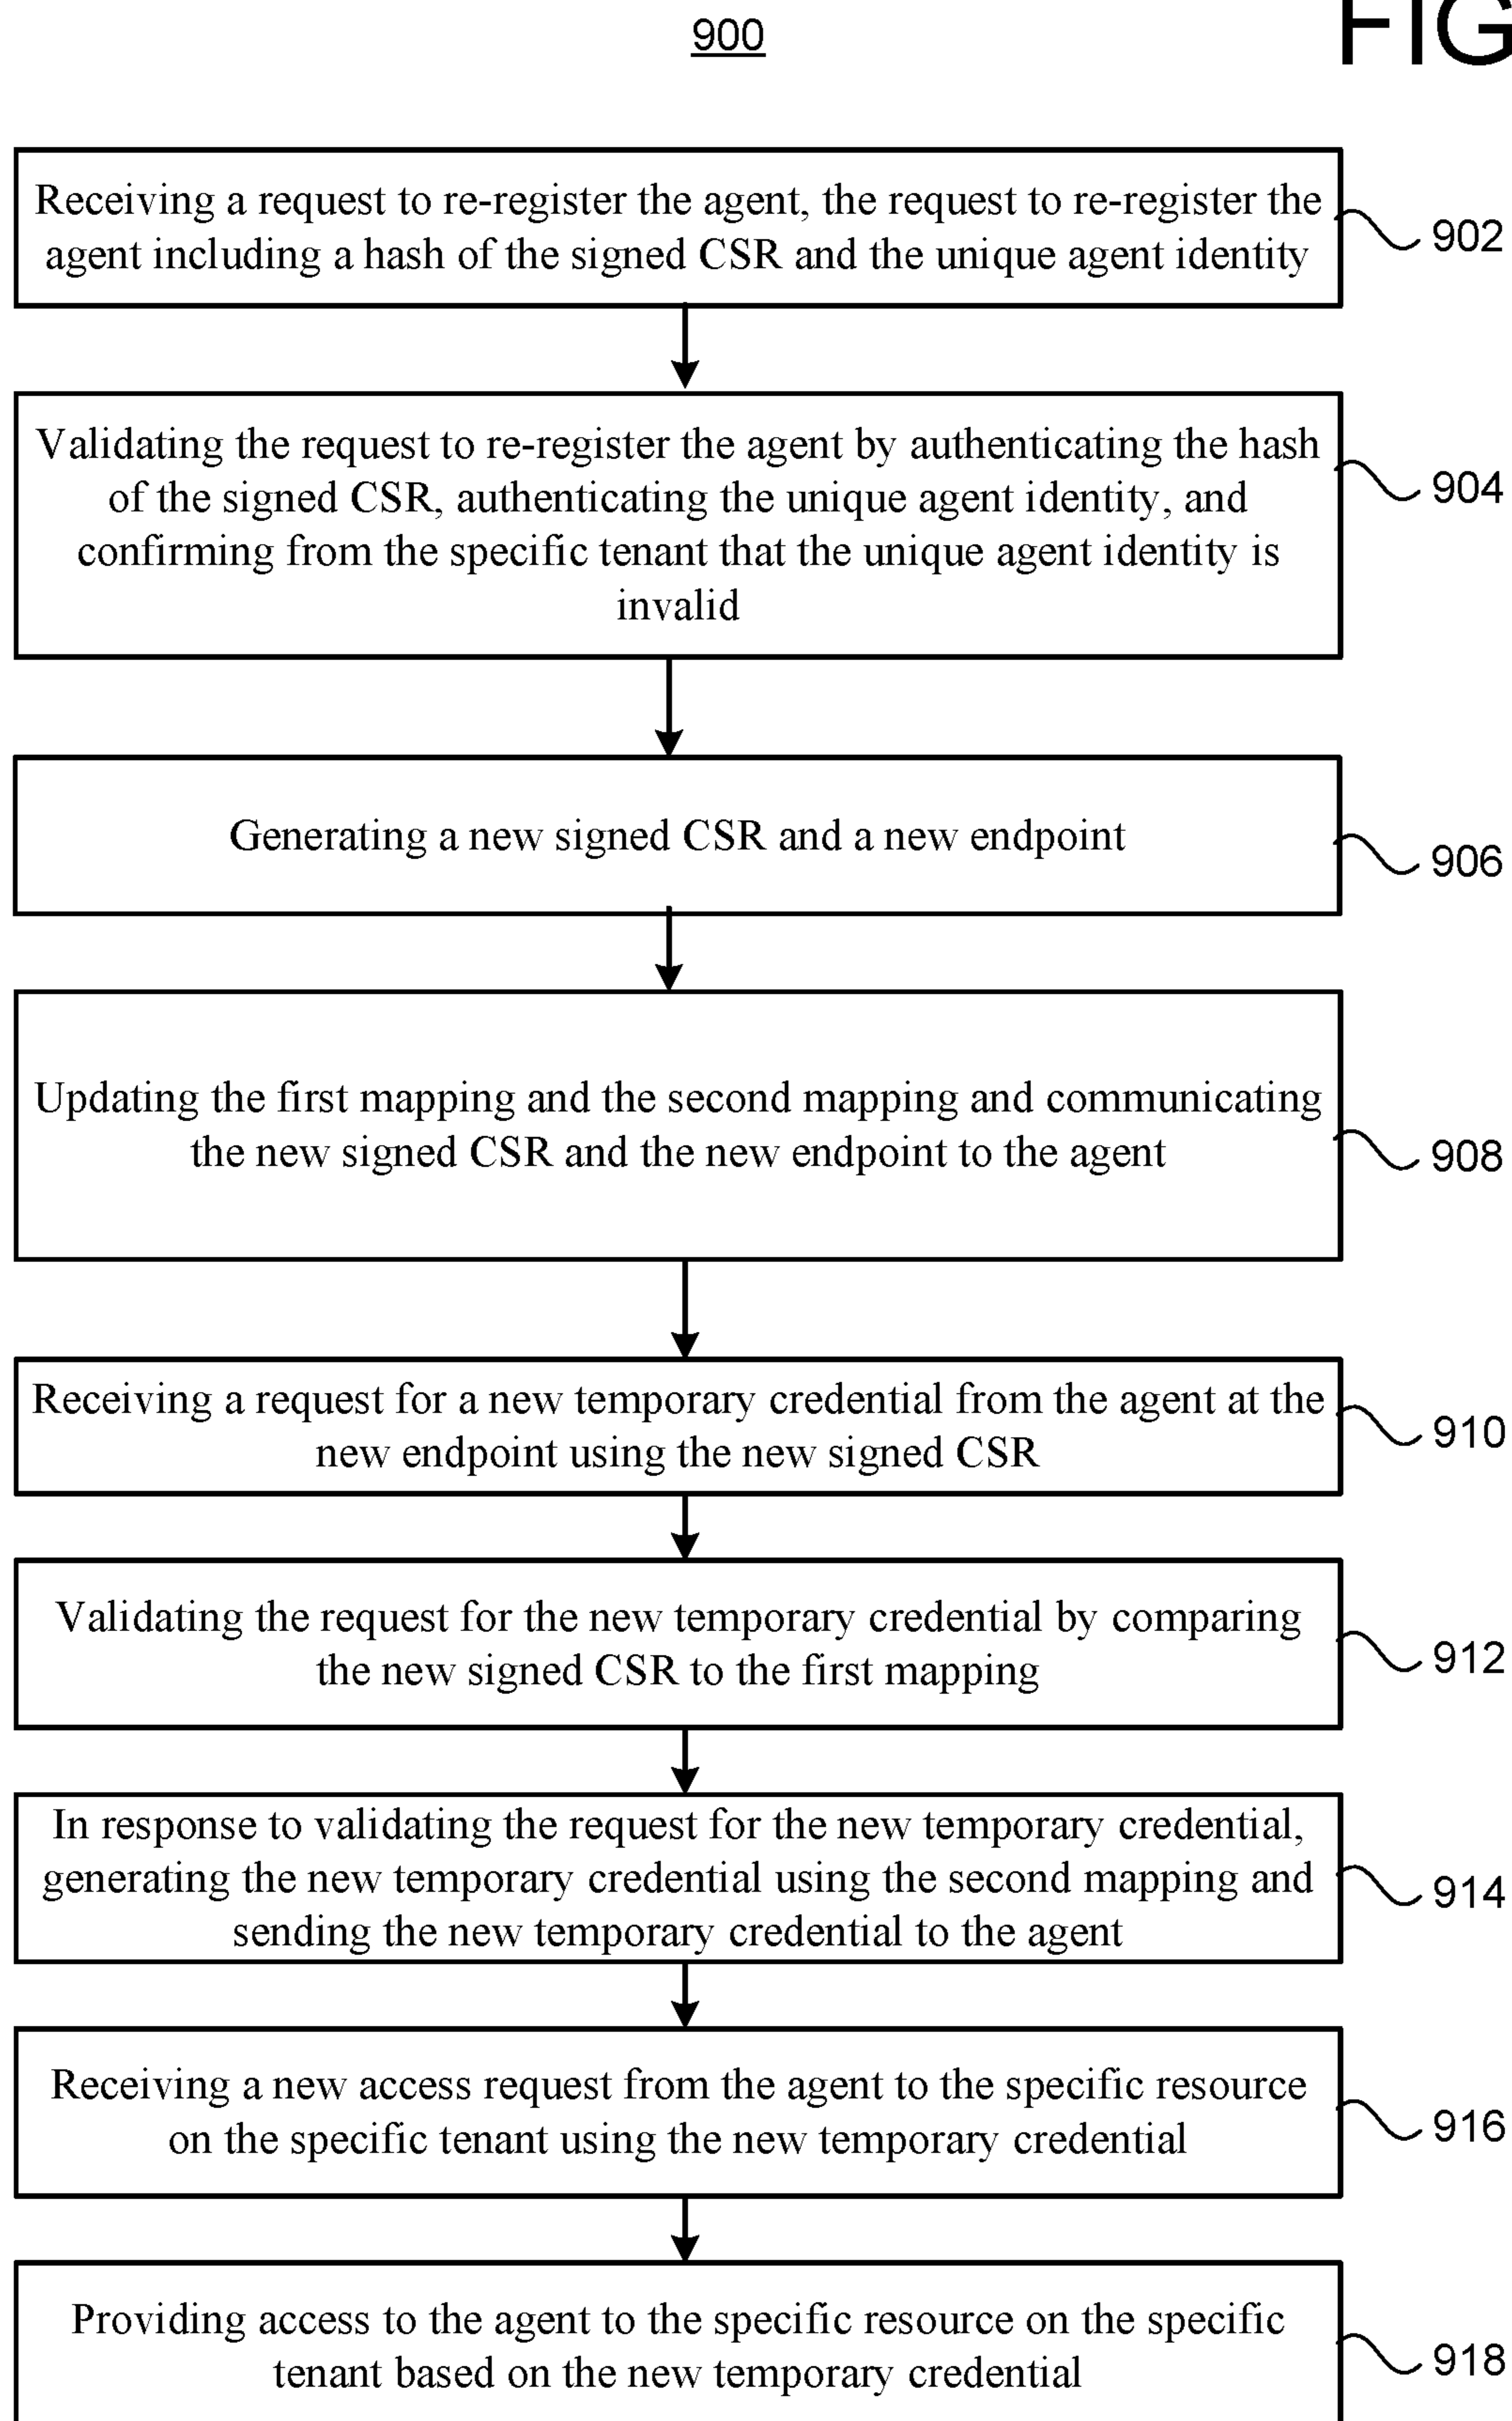 900
FIG
Receiving a request to re-register the agent, the request to re-register the
agent including a hash of the signed CSR and the unique agent identity
902
Validating the request to re-register the agent by authenticating the hash
of the signed CSR, authenticating the unique agent identity, and
confirming from the specific tenant that the unique agent identity is
invalid
904
Generating a new signed CSR and a new endpoint
906
Updating the first mapping and the second mapping and communicating
the new signed CSR and the new endpoint to the agent
908
Receiving a request for a new temporary credential from the agent at the
new endpoint using the new signed CSR
910
Validating the request for the new temporary credential by comparing
the new signed CSR to the first mapping
912
In response to validating the request for the new temporary credential,
generating the new temporary credential using the second mapping and
sending the new temporary credential to the agent
914
Receiving a new access request from the agent to the specific resource
on the specific tenant using the new temporary credential
916
Providing access to the agent to the specific resource on the specific
tenant based on the new temporary credential
918